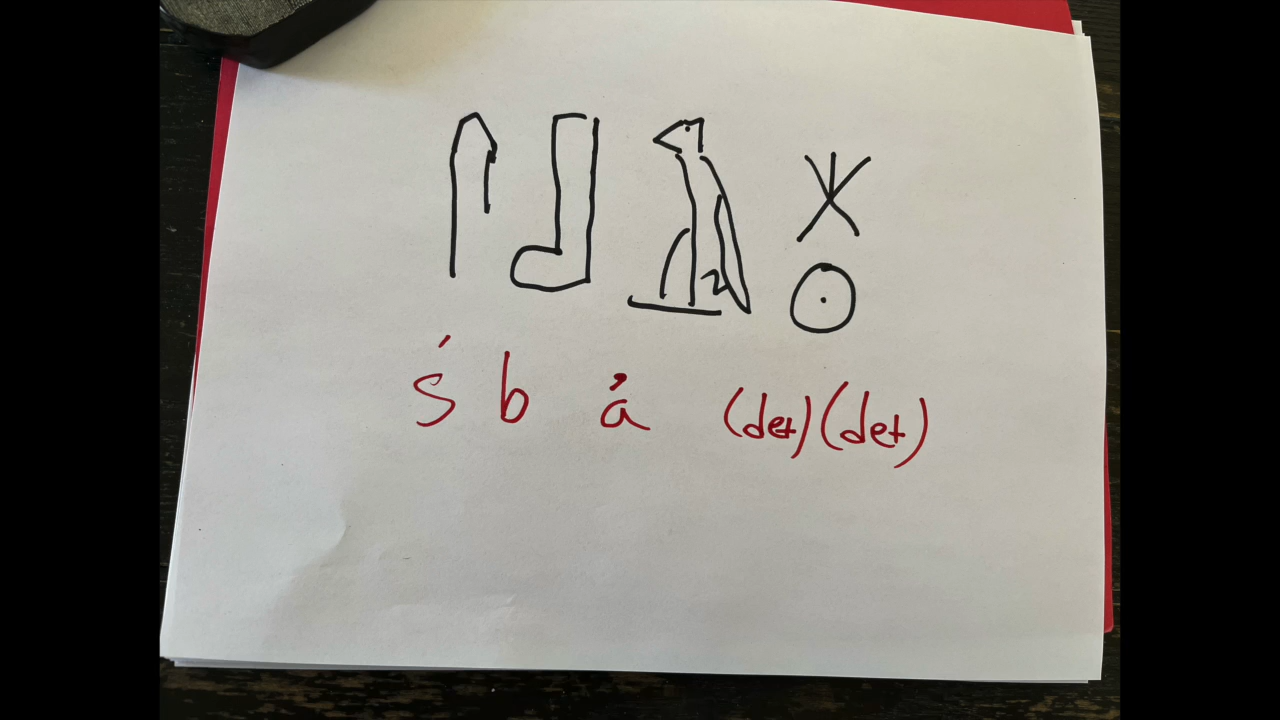 𓋴𓃀𓄿𓇼𓇳
ś b ȧ (det)(det)